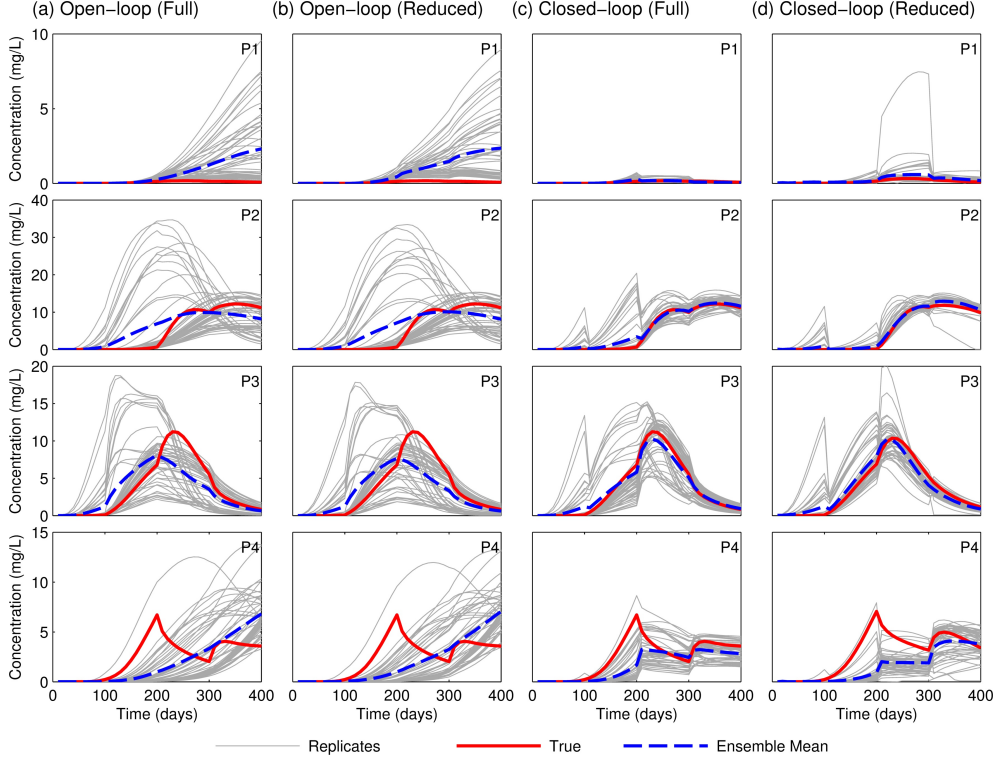 (a) Open-loop (Full) (b) Open-loop (Reduced) (c) Closed-loop (Full) (d) Closed-loop (Reduced)
10 P1 P1 P1 P1
Concentration (mg/L)
5
0
40 P2 P2 P2 P2
Concentration (mg/L)
30
20
10
0
20 P3 P3 P3 P3
Concentration (mg/L)
15
10
5
0
15 P4 P4 P4 P4
Concentration (mg/L)
10
5
0
0 100 200 300 400 0 100 200 300 400 0 100 200 300 400 0 100 200 300 400
Time (days) Time (days) Time (days) Time (days)
Replicates True Ensemble Mean